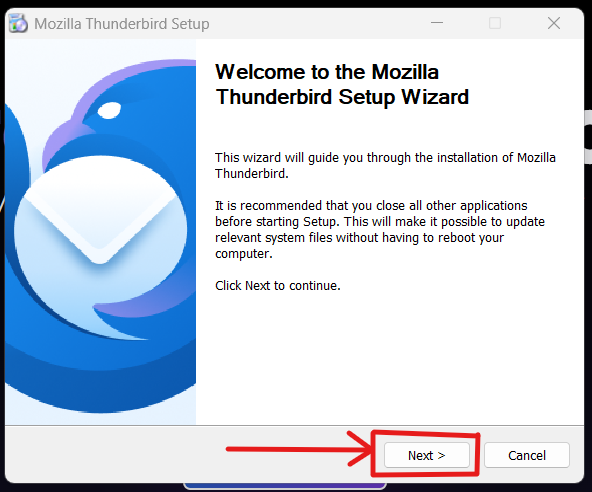 Mozilla Thunderbird Setup
Welcome to the Mozilla
Thunderbird Setup Wizard
This wizard will guide you through the installation of Mozilla
Thunderbird.
It is recommended that you close all other applications
before starting Setup. This will make it possible to update
relevant system files without having to reboot your
computer.
Click Next to continue.
Next >
Cancel